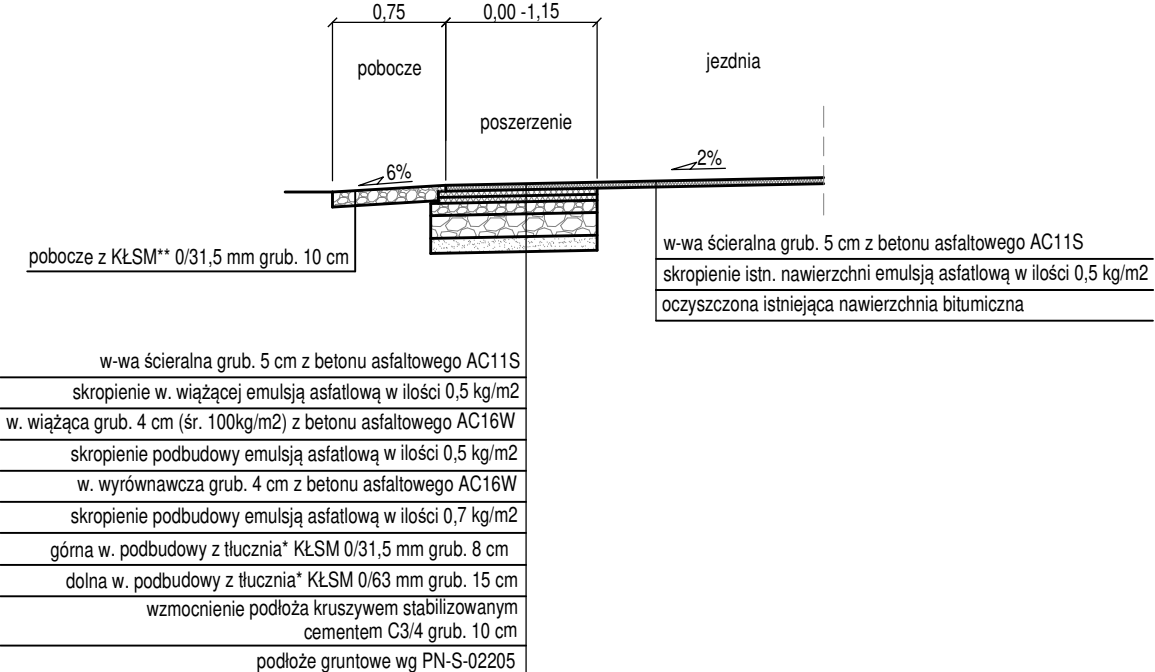 0,75
0,00 -1,15
pobocze
jezdnia
poszerzenie
6%
2%
pobocze z KŁSM** 0/31,5 mm grub. 10 cm
w-wa ścieralna grub. 5 cm z betonu asfaltowego AC11S
skropienie istn. nawierzchni emulsją asfatlową w ilości 0,5 kg/m2
oczyszczona istniejąca nawierzchnia bitumiczna
w-wa ścieralna grub. 5 cm z betonu asfaltowego AC11S
skropienie w. wiążącej emulsją asfatlową w ilości 0,5 kg/m2
w. wiążąca grub. 4 cm (śr. 100kg/m2) z betonu asfaltowego AC16W
skropienie podbudowy emulsją asfatlową w ilości 0,5 kg/m2
w. wyrównawcza grub. 4 cm z betonu asfaltowego AC16W
skropienie podbudowy emulsją asfatlową w ilości 0,7 kg/m2
górna w. podbudowy z tłucznia* KŁSM 0/31,5 mm grub. 8 cm
dolna w. podbudowy z tłucznia* KŁSM 0/63 mm grub. 15 cm
wzmocnienie podłoża kruszywem stabilizowanym
cementem C3/4 grub. 10 cm
podłoże gruntowe wg PN-S-02205